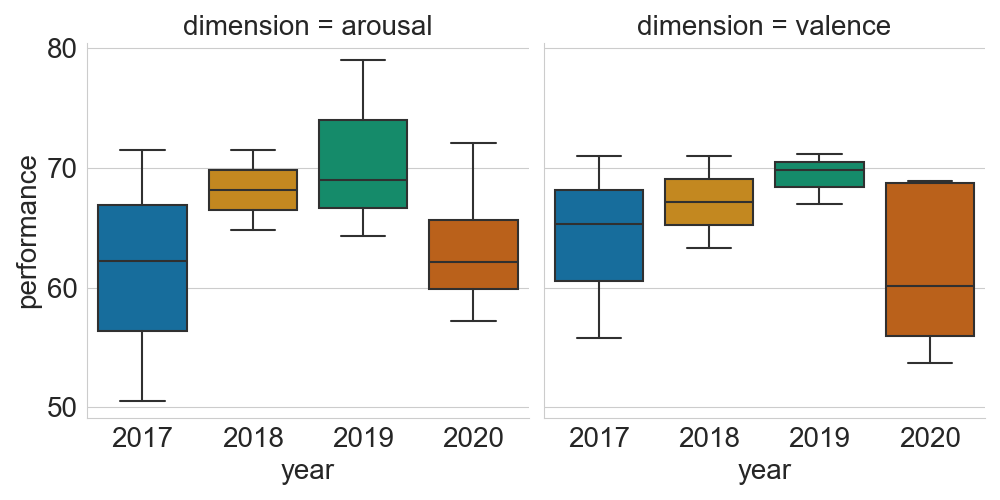 dimension = arousal
dimension = valence
80
70
60
50
performance
2017 2018 2019 2020
2017 2018 2019 2020
year
year